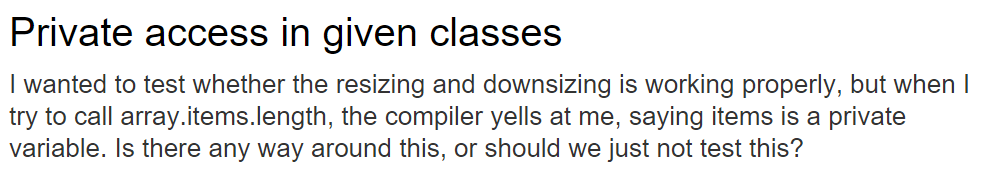 Private access in given classes
I wanted to test whether the resizing and downsizing is working properly, but when I
try to call array.items.length, the compiler yells at me, saying items is a private
variable. Is there any way around this, or should we just not test this?